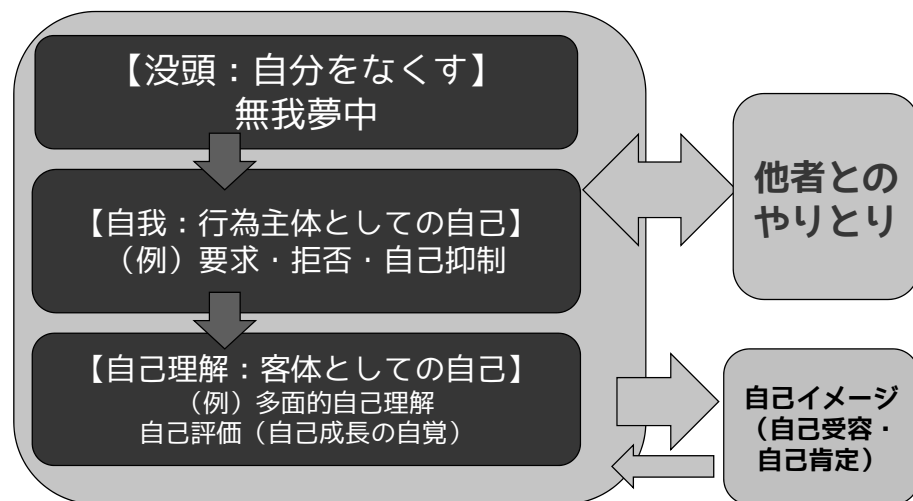 【没頭：自分をなくす】
無我夢中
【自我：行為主体としての自己】
（例）要求・拒否・自己抑制
【自己理解：客体としての自己】
（例）多面的自己理解
自己評価（自己成長の自覚）
他者との
やりとり
自己イメージ
（自己受容・
自己肯定）